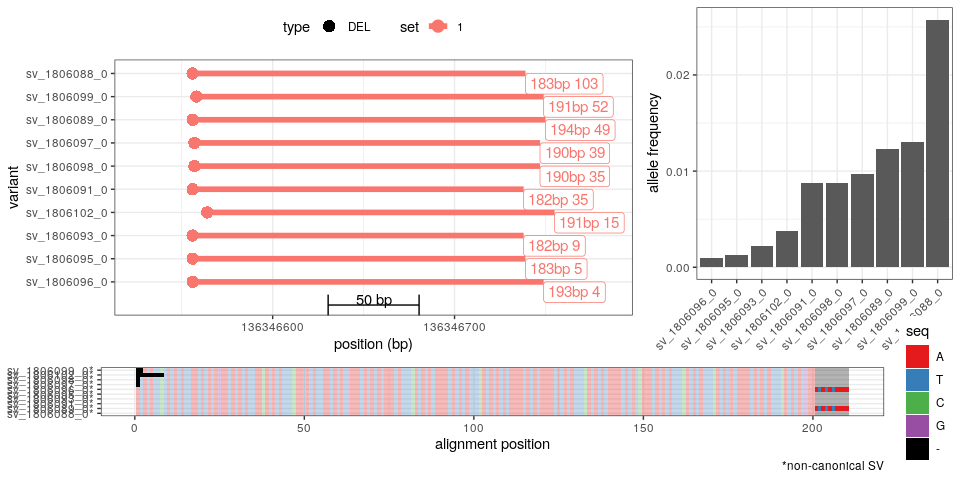 type DEL set 1
variant
sv_1806088_0
sv_1806099_0
sv_1806089_0
sv_1806097_0
sv_1806098_0
sv_1806091_0
sv_1806102_0
sv_1806093_0
sv_1806095_0
sv_1806096_0
183bp 103
191bp 52
194bp 49
190bp 39
190bp 35
182bp 35
191bp 15
182bp 9
183bp 5
193bp 4
50 bp
136346600 136346700
position (bp)
allele frequency
0.02
0.01
0.00
sv_1806096_0
sv_1806095_0
sv_1806093_0
sv_1806102_0
sv_1806091_0
sv_1806098_0
sv_1806097_0
sv_1806089_0
sv_1806099_0
088_0
seq
A
T
C
G
-
sv_1806099_0*
sv_1806088_0*
0 50 100 150 200
alignment position
*non-canonical SV